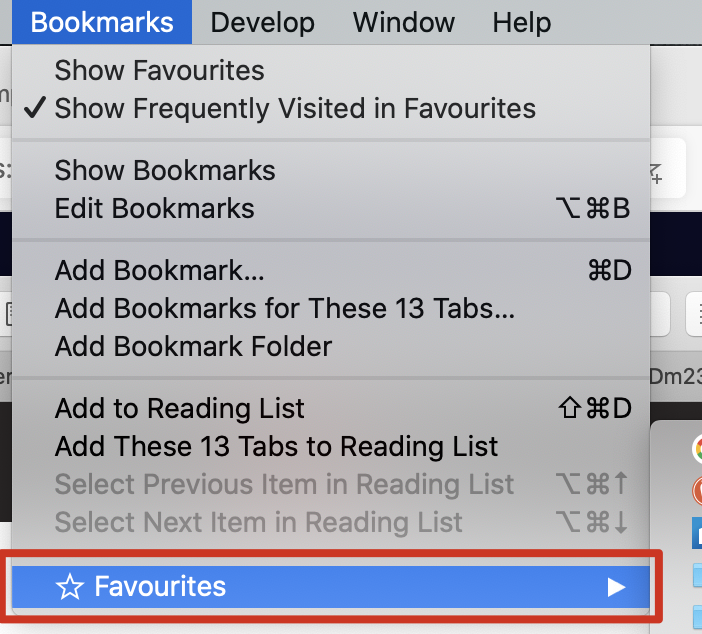 Bookmarks Develop Window Help
Show Favourites
✓ Show Frequently Visited in Favourites
Show Bookmarks
Edit Bookmarks ⌥⌘B
Add Bookmark... ⌘D
Add Bookmarks for These 13 Tabs...
Add Bookmark Folder
Dm23
Add to Reading List ⇧⌘D
Add These 13 Tabs to Reading List
Select Previous Item in Reading List ⌥⌘↑
Select Next Item in Reading List ⌥⌘↓
☆ Favourites ▶